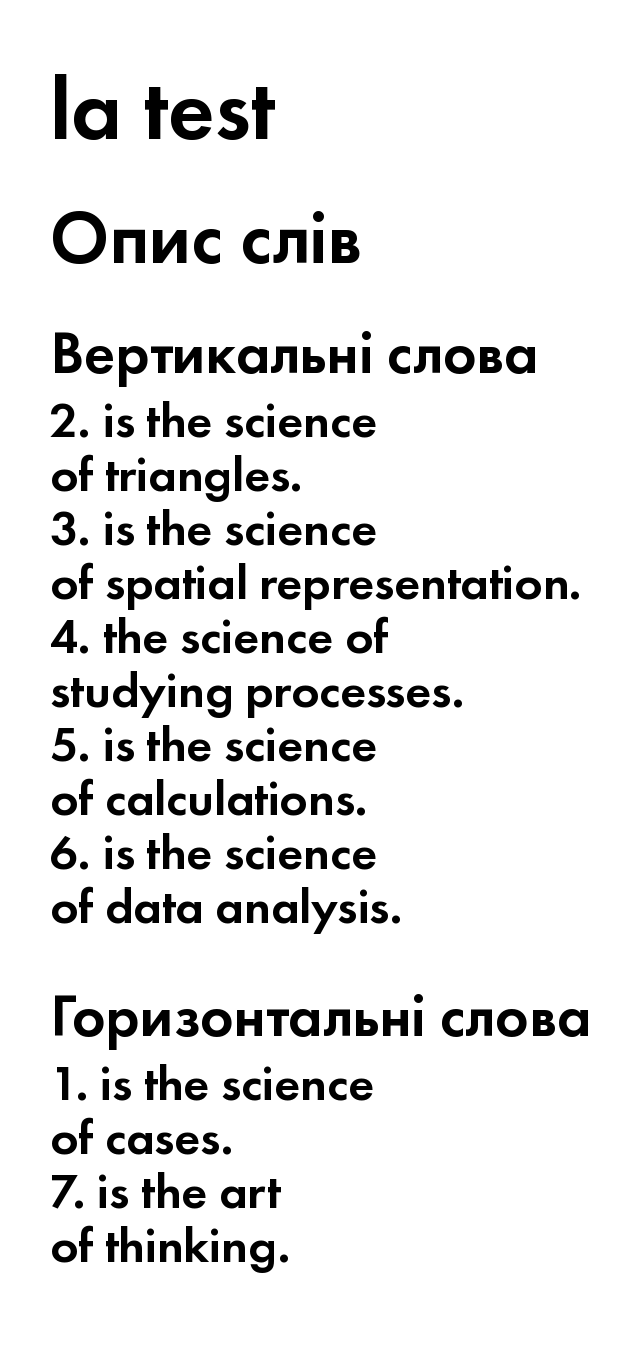 la test
Опис слів
Вертикальні слова
2. is the science
of triangles.
3. is the science
of spatial representation.
4. the science of
studying processes.
5. is the science
of calculations.
6. is the science
of data analysis.
Горизонтальні слова
1. is the science
of cases.
7. is the art
of thinking.